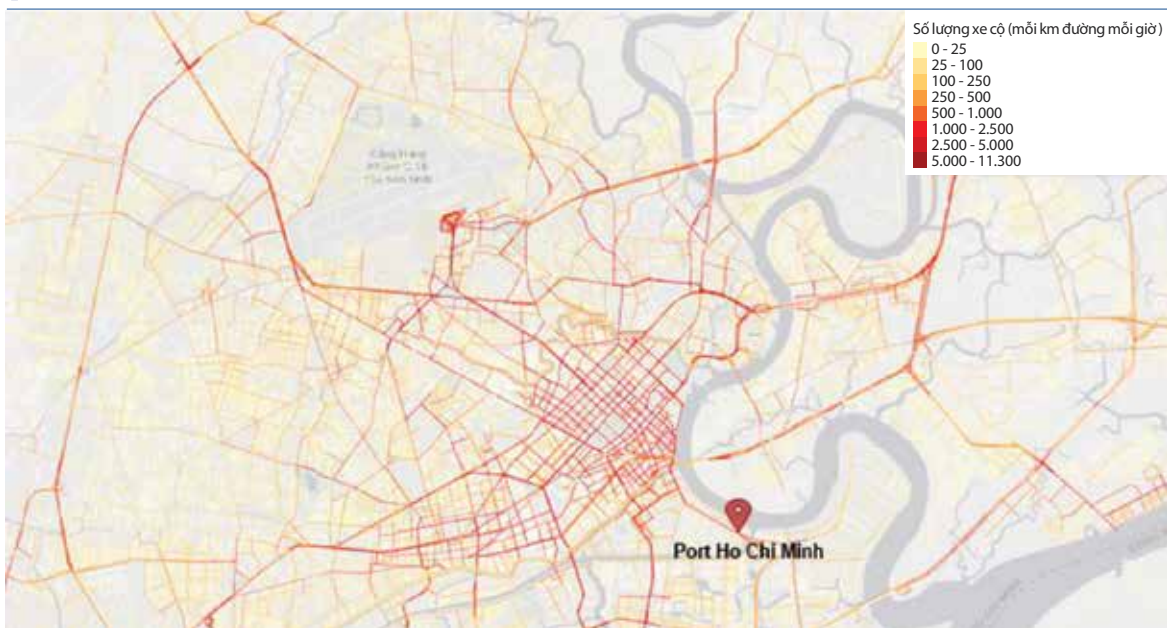 Số lượng xe cộ (mỗi km đường mỗi giờ)
0 - 25
25 - 100
100 - 250
250 - 500
500 - 1.000
1.000 - 2.500
2.500 - 5.000
5.000 - 11.300
Port Ho Chi Minh